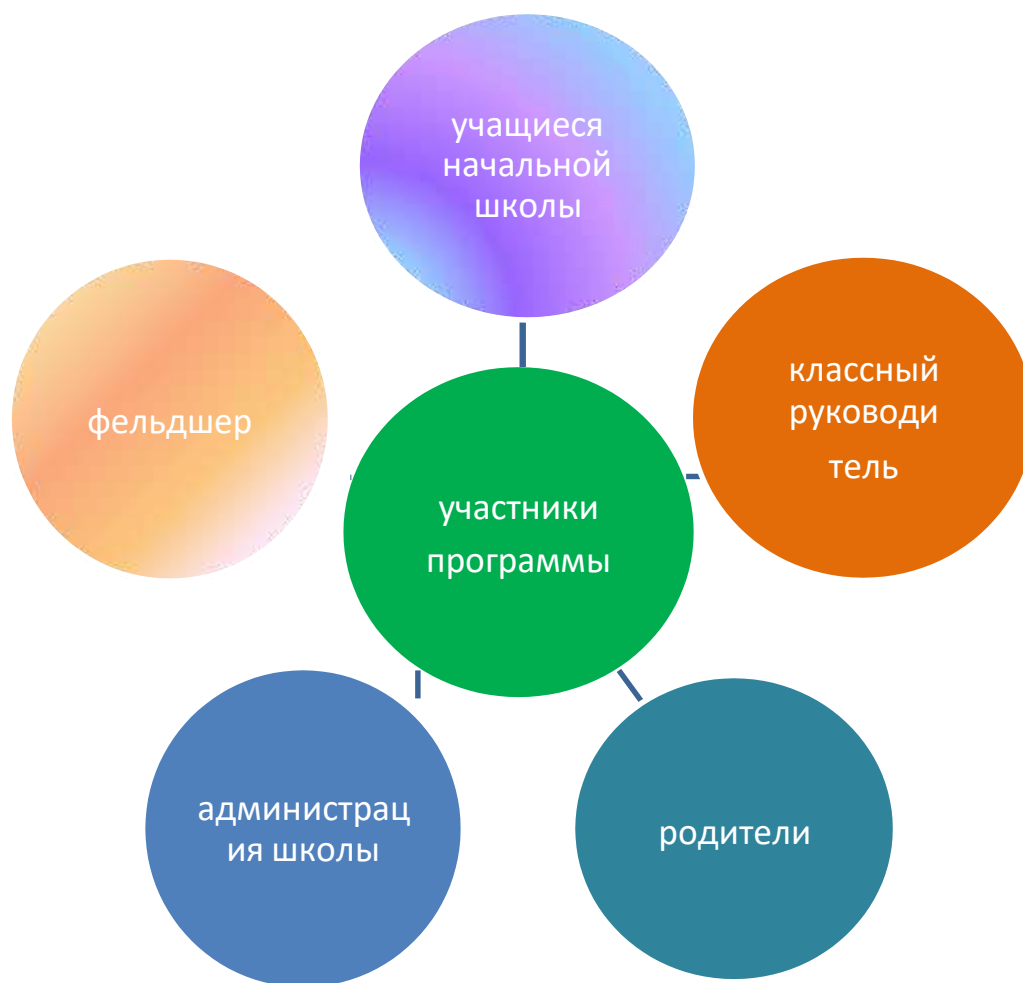 учащиеся
начальной
школы
фельдшер
классный
руководи
тель
участники
программы
администрац
ия школы
родители